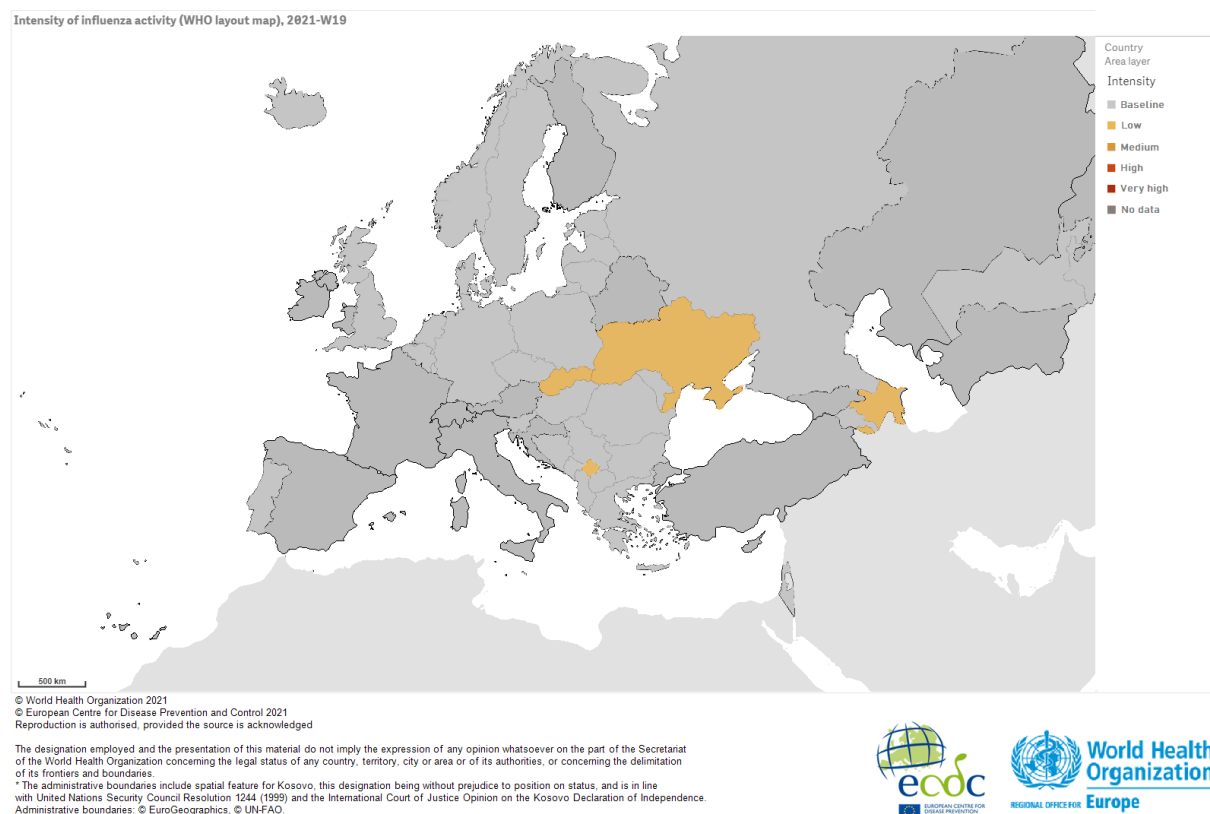 Intensity of influenza activity (WHO layout map), 2021-W19
Country
Area layer
Intensity
Baseline
Low
Medium
High
Very high
No data
500 km
© World Health Organization 2021
© European Centre for Disease Prevention and Control 2021
Reproduction is authorised, provided the source is acknowledged
The designation employed and the presentation of this material do not imply the expression of any opinion whatsoever on the part of the Secretariat
of the World Health Organization concerning the legal status of any country, territory, city or area or of its authorities, or concerning the delimitation
of its frontiers and boundaries.
* The administrative boundaries include spatial feature for Kosovo, this designation being without prejudice to position on status, and is in line
with United Nations Security Council Resolution 1244 (1999) and the International Court of Justice Opinion on the Kosovo Declaration of Independence.
Administrative boundaries: © EuroGeographics, © UN-FAO.
ecdc
EUROPEAN CENTRE FOR
DISEASE PREVENTION
World Health
Organization
REGIONAL OFFICE FOR Europe